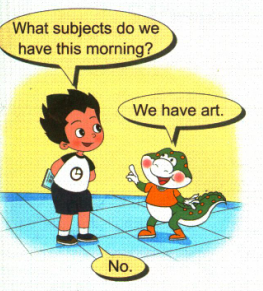 What subjects do we
have this morning?
We have art.
No.